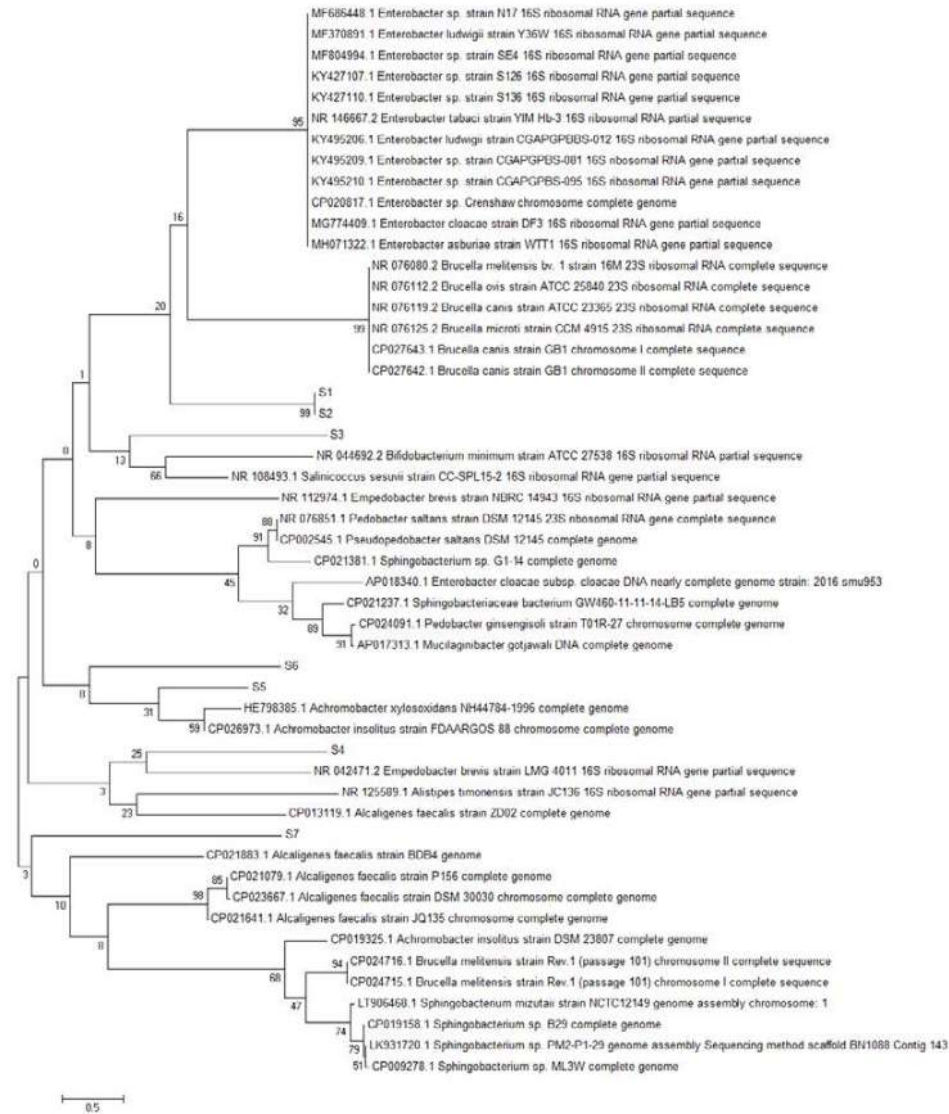 MF686448.1 Enterobacter sp. strain N17 16S ribosomal RNA gene partial sequence
MF370891.1 Enterobacter ludwigii strain Y36W 16S ribosomal RNA gene partial sequence
MF804994.1 Enterobacter sp. strain SE4 16S ribosomal RNA gene partial sequence
KY427107.1 Enterobacter sp. strain S126 16S ribosomal RNA gene partial sequence
KY427110.1 Enterobacter sp. strain S136 16S ribosomal RNA gene partial sequence
95 NR 146667.2 Enterobacter tabaci strain YIM Hb-3 16S ribosomal RNA partial sequence
KY495206.1 Enterobacter ludwigii strain CGAPGPBBS-012 16S ribosomal RNA gene partial sequence
KY495209.1 Enterobacter sp. strain CGAPGPBS-081 16S ribosomal RNA gene partial sequence
KY495210.1 Enterobacter sp. strain CGAPGPBS-095 16S ribosomal RNA gene partial sequence
CP020817.1 Enterobacter sp. Crenshaw chromosome complete genome
16
MG774409.1 Enterobacter cloacae strain DF3 16S ribosomal RNA gene partial sequence
MH071322.1 Enterobacter asburiae strain WTT1 16S ribosomal RNA gene partial sequence
NR 076080.2 Brucella melitensis bv. 1 strain 16M 23S ribosomal RNA complete sequence
NR 076112.2 Brucella ovis strain ATCC 25840 23S ribosomal RNA complete sequence
20
NR 076119.2 Brucella canis strain ATCC 23365 23S ribosomal RNA complete sequence
99 NR 076125.2 Brucella microti strain CCM 4915 23S ribosomal RNA complete sequence
CP027643.1 Brucella canis strain GB1 chromosome I complete sequence
CP027642.1 Brucella canis strain GB1 chromosome II complete sequence
1
S1
99 S2
S3
8
NR 044692.2 Bifidobacterium minimum strain ATCC 27538 16S ribosomal RNA partial sequence
13
66 NR 108493.1 Salinicoccus sesuvii strain CC-SPL15-2 16S ribosomal RNA gene partial sequence
NR 112974.1 Empedobacter brevis strain NBRC 14943 16S ribosomal RNA gene partial sequence
88 NR 076851.1 Pedobacter saltans strain DSM 12145 23S ribosomal RNA gene complete sequence
8 91 CP002545.1 Pseudopedobacter saltans DSM 12145 complete genome
0 CP021381.1 Sphingobacterium sp. G1-14 complete genome
45 AP018340.1 Enterobacter cloacae subsp. cloacae DNA nearly complete genome strain: 2016 smu953
32 CP021237.1 Sphingobacteriaceae bacterium GW460-11-11-14-LB5 complete genome
89 CP024091.1 Pedobacter ginsengisoli strain T01R-27 chromosome complete genome
91 AP017313.1 Mucilaginibacter gotjawali DNA complete genome
S6
8 S5
31 HE798385.1 Achromobacter xylosoxidans NH44784-1996 complete genome
59 CP026973.1 Achromobacter insolitus strain FDAARGOS 88 chromosome complete genome
25 S4
NR 042471.2 Empedobacter brevis strain LMG 4011 16S ribosomal RNA gene partial sequence
3 NR 125589.1 Alistipes timonensis strain JC136 16S ribosomal RNA gene partial sequence
23 CP013119.1 Alcaligenes faecalis strain ZD02 complete genome
S7
3 CP021883.1 Alcaligenes faecalis strain BDB4 genome
85 CP021079.1 Alcaligenes faecalis strain P156 complete genome
10 98 CP023667.1 Alcaligenes faecalis strain DSM 30030 chromosome complete genome
CP021641.1 Alcaligenes faecalis strain JQ135 chromosome complete genome
8 CP019325.1 Achromobacter insolitus strain DSM 23807 complete genome
94 CP024716.1 Brucella melitensis strain Rev.1 (passage 101) chromosome II complete sequence
68 CP024715.1 Brucella melitensis strain Rev.1 (passage 101) chromosome I complete sequence
47 LT906468.1 Sphingobacterium mizutaii strain NCTC12149 genome assembly chromosome: 1
74 CP019158.1 Sphingobacterium sp. B29 complete genome
79 LK931720.1 Sphingobacterium sp. PM2-P1-29 genome assembly Sequencing method scaffold BN1088 Contig 143
51 CP009278.1 Sphingobacterium sp. ML3W complete genome
0.5